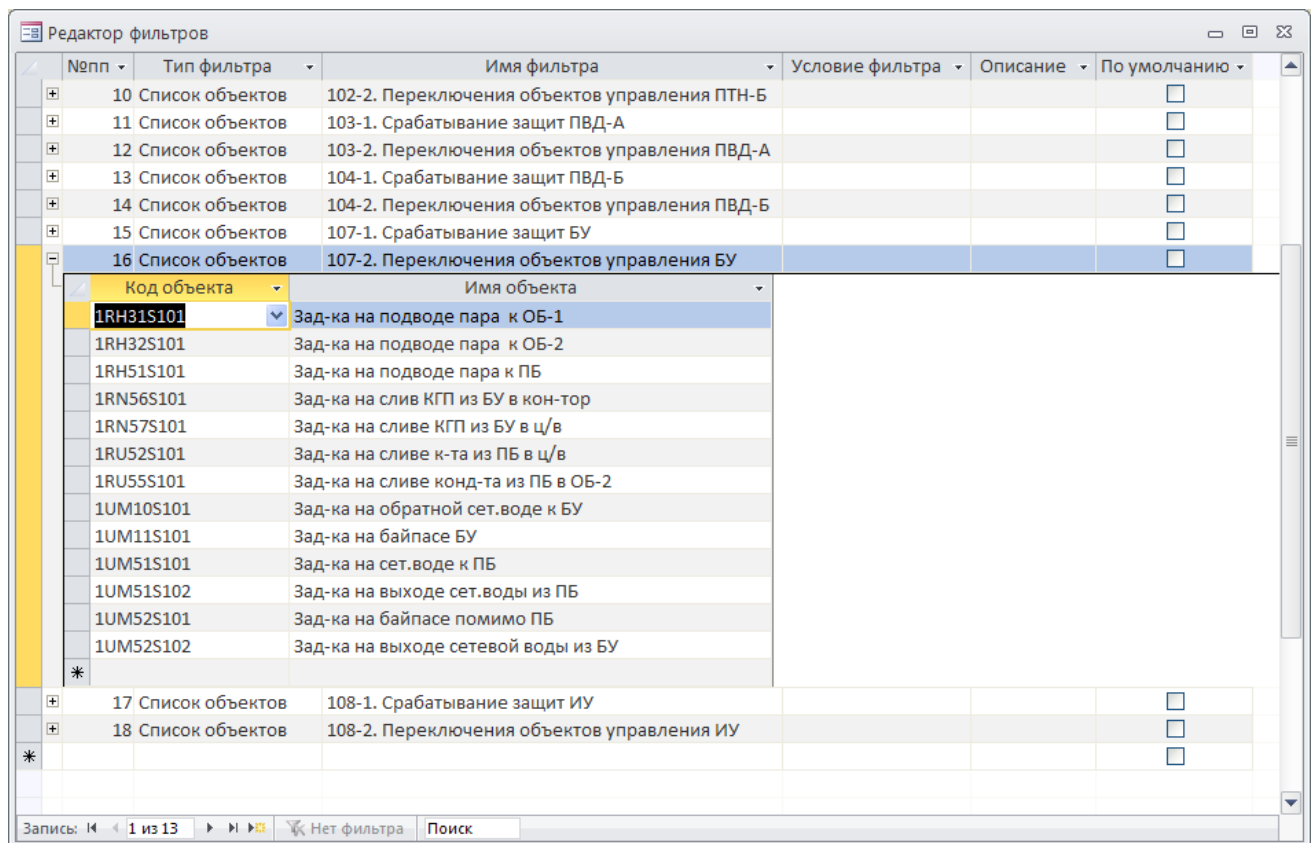 Редактор фильтров
№пп Тип фильтра Имя фильтра Условие фильтра Описание По умолчанию
10 Список объектов 102-2. Переключения объектов управления ПТН-Б
11 Список объектов 103-1. Срабатывание защит ПВД-А
12 Список объектов 103-2. Переключения объектов управления ПВД-А
13 Список объектов 104-1. Срабатывание защит ПВД-Б
14 Список объектов 104-2. Переключения объектов управления ПВД-Б
15 Список объектов 107-1. Срабатывание защит БУ
16 Список объектов 107-2. Переключения объектов управления БУ
Код объекта Имя объекта
1RH31S101 Зад-ка на подводе пара к ОБ-1
1RH32S101 Зад-ка на подводе пара к ОБ-2
1RH51S101 Зад-ка на подводе пара к ПБ
1RN56S101 Зад-ка на слив КГП из БУ в кон-тор
1RN57S101 Зад-ка на сливе КГП из БУ в ц/в
1RU52S101 Зад-ка на сливе к-та из ПБ в ц/в
1RU55S101 Зад-ка на сливе конд-та из ПБ в ОБ-2
1UM10S101 Зад-ка на обратной сет.воде к БУ
1UM11S101 Зад-ка на байпасе БУ
1UM51S101 Зад-ка на сет.воде к ПБ
1UM51S102 Зад-ка на выходе сет.воды из ПБ
1UM52S101 Зад-ка на байпасе помимо ПБ
1UM52S102 Зад-ка на выходе сетевой воды из БУ
17 Список объектов 108-1. Срабатывание защит ИУ
18 Список объектов 108-2. Переключения объектов управления ИУ
Запись: 1 из 13 Нет фильтра Поиск